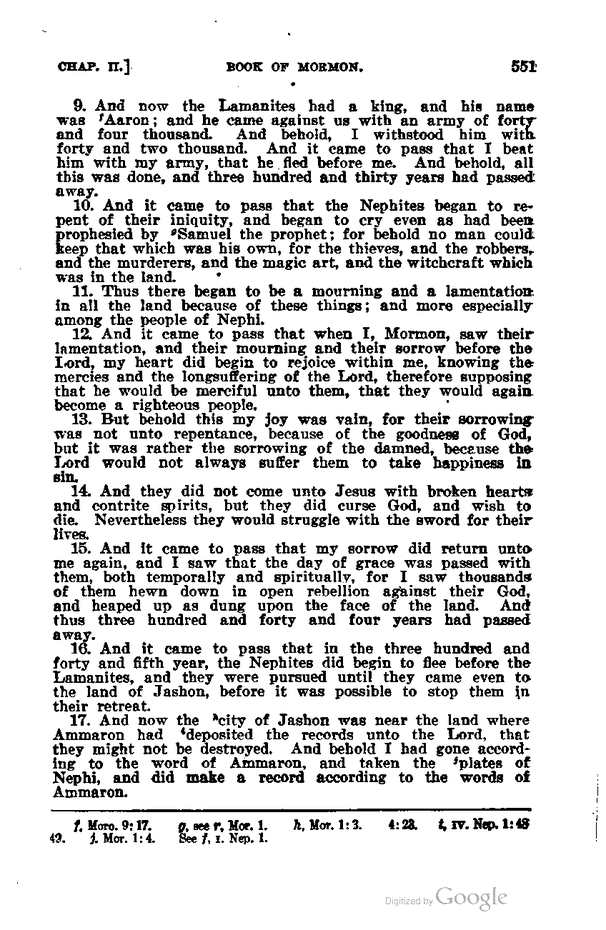 CHAP. II.] BOOK OF MORMON. 551
9. And now the Lamanites had a king, and his name
was ᶠAaron; and he came against us with an army of forty
and four thousand. And behold, I withstood him with
forty and two thousand. And it came to pass that I beat
him with my army, that he fled before me. And behold, all
this was done, and three hundred and thirty years had passed
away.
10. And it came to pass that the Nephites began to re-
pent of their iniquity, and began to cry even as had been
prophesied by ᵍSamuel the prophet; for behold no man could
keep that which was his own, for the thieves, and the robbers,
and the murderers, and the magic art, and the witchcraft which
was in the land.
11. Thus there began to be a mourning and a lamentation
in all the land because of these things; and more especially
among the people of Nephi.
12. And it came to pass that when I, Mormon, saw their
lamentation, and their mourning and their sorrow before the
Lord, my heart did begin to rejoice within me, knowing the
mercies and the longsuffering of the Lord, therefore supposing
that he would be merciful unto them, that they would again
become a righteous people.
13. But behold this my joy was vain, for their sorrowing
was not unto repentance, because of the goodness of God,
but it was rather the sorrowing of the damned, because the
Lord would not always suffer them to take happiness in
sin.
14. And they did not come unto Jesus with broken hearts
and contrite spirits, but they did curse God, and wish to
die. Nevertheless they would struggle with the sword for their
lives.
15. And it came to pass that my sorrow did return unto
me again, and I saw that the day of grace was passed with
them, both temporally and spiritually, for I saw thousands
of them hewn down in open rebellion against their God,
and heaped up as dung upon the face of the land. And
thus three hundred and forty and four years had passed
away.
16. And it came to pass that in the three hundred and
forty and fifth year, the Nephites did begin to flee before the
Lamanites, and they were pursued until they came even to
the land of Jashon, before it was possible to stop them in
their retreat.
17. And now the ʰcity of Jashon was near the land where
Ammaron had ⁱdeposited the records unto the Lord, that
they might not be destroyed. And behold I had gone accord-
ing to the word of Ammaron, and taken the ʲplates of
Nephi, and did make a record according to the words of
Ammaron.
f, Moro. 9:17. g, see r, Mor. 1. h, Mor. 1:3. 4:23. i, IV. Nep. 1:48
49. j. Mor. 1:4. See f, I. Nep. 1.
Digitized by Google